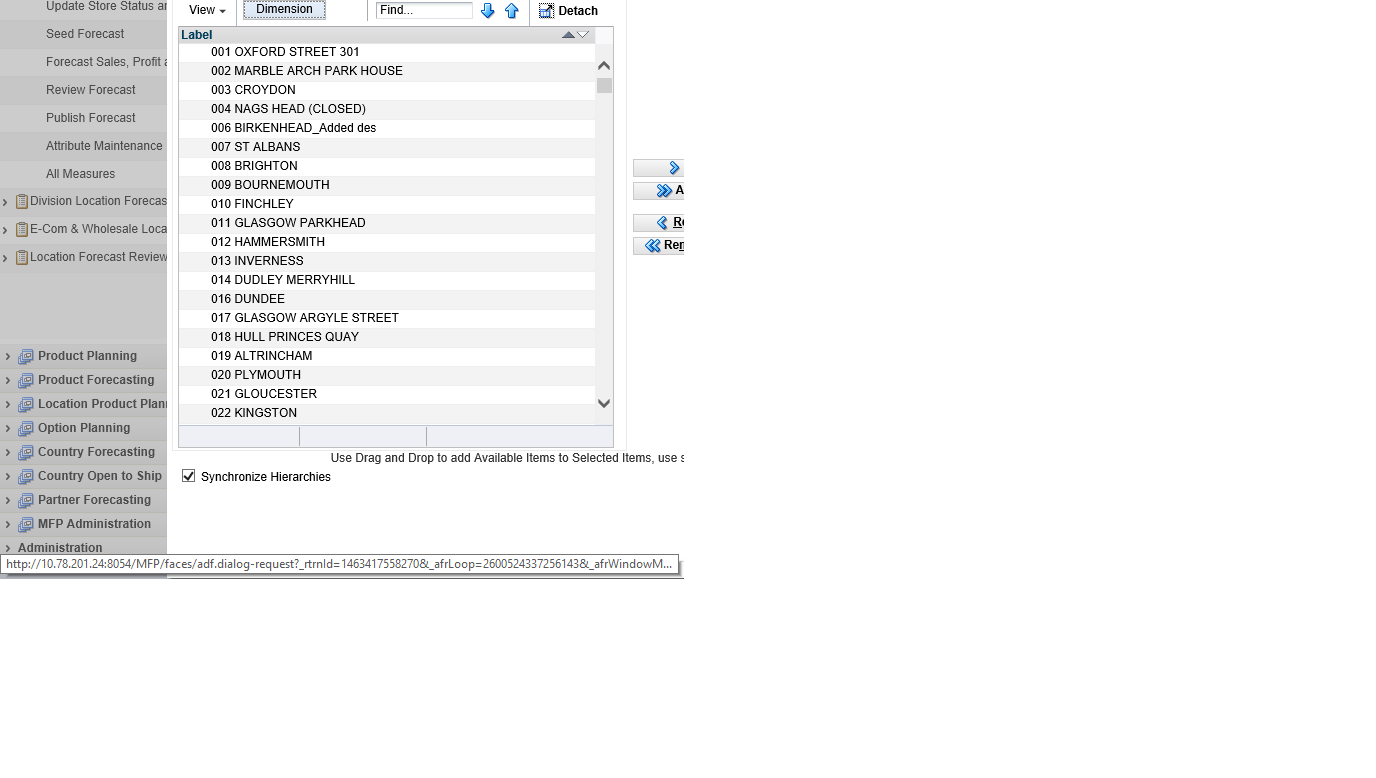 Update Store Status ar
Seed Forecast
Forecast Sales, Profit a
Review Forecast
Publish Forecast
Attribute Maintenance
All Measures
Division Location Forecas
E-Com & Wholesale Loca
Location Forecast Review
Product Planning
Product Forecasting
Location Product Plann
Option Planning
Country Forecasting
Country Open to Ship
Partner Forecasting
MFP Administration
Administration
View Dimension Find... Detach
Label
001 OXFORD STREET 301
002 MARBLE ARCH PARK HOUSE
003 CROYDON
004 NAGS HEAD (CLOSED)
006 BIRKENHEAD_Added des
007 ST ALBANS
008 BRIGHTON
009 BOURNEMOUTH
010 FINCHLEY
011 GLASGOW PARKHEAD
012 HAMMERSMITH
013 INVERNESS
014 DUDLEY MERRYHILL
016 DUNDEE
017 GLASGOW ARGYLE STREET
018 HULL PRINCES QUAY
019 ALTRINCHAM
020 PLYMOUTH
021 GLOUCESTER
022 KINGSTON
A
Re
Rem
Use Drag and Drop to add Available Items to Selected Items, use s
Synchronize Hierarchies
http://10.78.201.24:8054/MFP/faces/adf.dialog-request?_rtrnId=1463417558270&_afrLoop=2600524337256143&_afrWindowM...